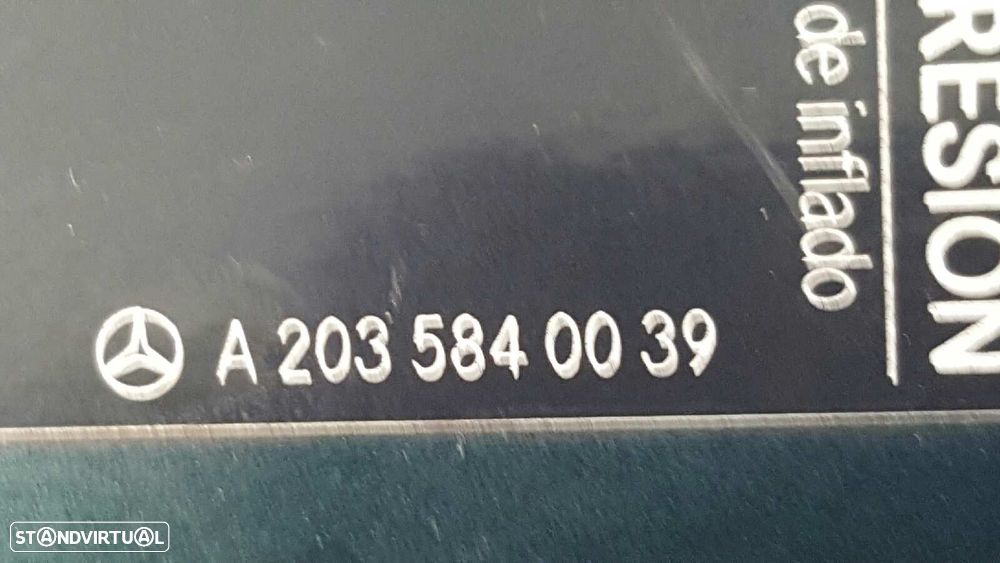 RESION
de inflado
A 203 584 00 39
STANDVIRTUAL